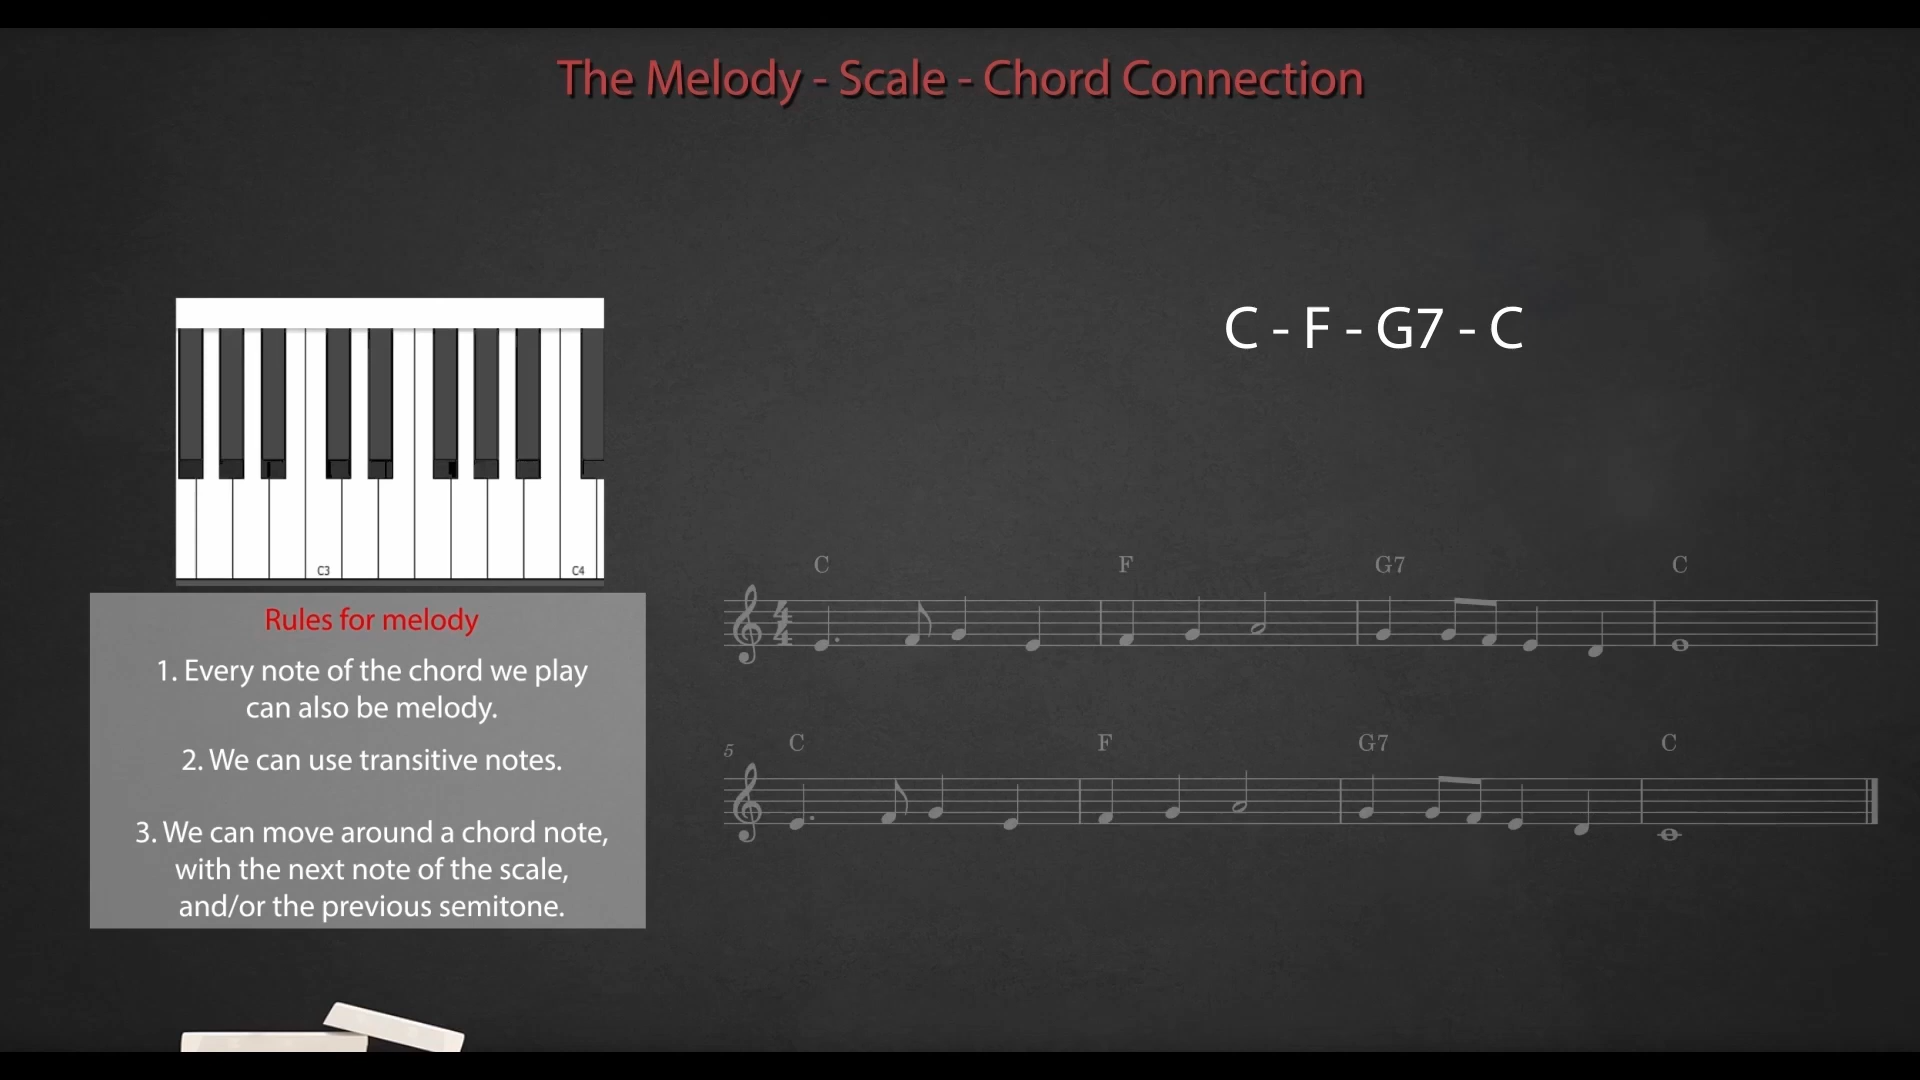 The Melody - Scale - Chord Connection
C - F - G7 - C
C3
C4
Rules for melody
1. Every note of the chord we play
can also be melody.
2. We can use transitive notes.
3. We can move around a chord note,
with the next note of the scale,
and/or the previous semitone.
C F G7 C
4
4
5
C F G7 C